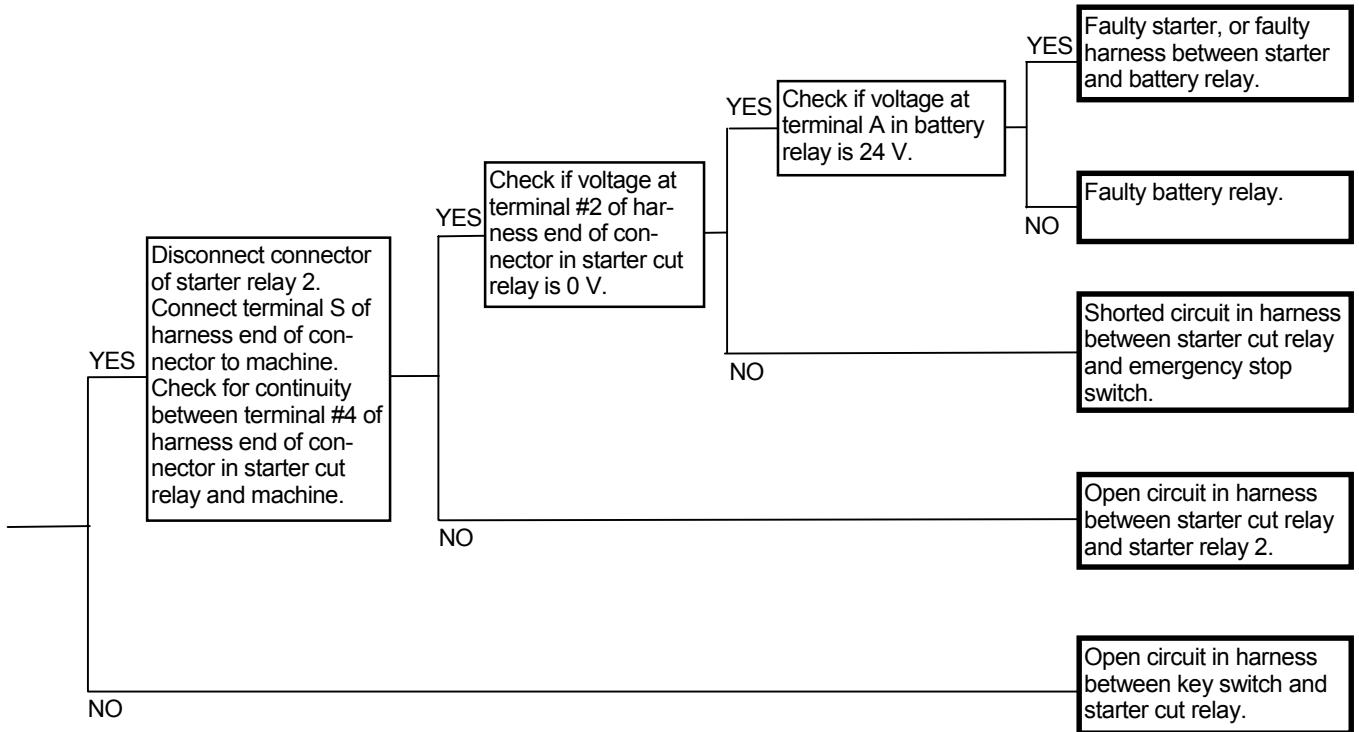 YES
Faulty starter, or faulty
harness between starter
and battery relay.
YES
Check if voltage at
terminal A in battery
relay is 24 V.
NO
Faulty battery relay.
YES
Check if voltage at
terminal #2 of har-
ness end of con-
nector in starter cut
relay is 0 V.
NO
Shorted circuit in harness
between starter cut relay
and emergency stop
switch.
YES
Disconnect connector
of starter relay 2.
Connect terminal S of
harness end of con-
nector to machine.
Check for continuity
between terminal #4 of
harness end of con-
nector in starter cut
relay and machine.
NO
Open circuit in harness
between starter cut relay
and starter relay 2.
NO
Open circuit in harness
between key switch and
starter cut relay.